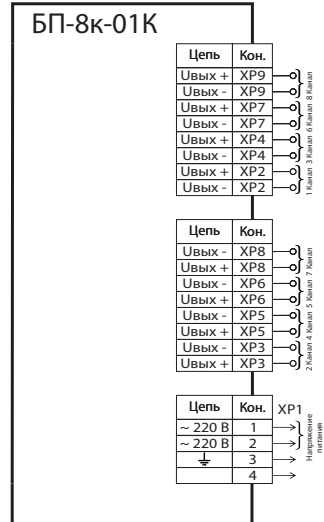 БП-8к-01К
Цепь Кон.
Uвых + XP9
Uвых - XP9
8 Канал
Uвых + XP7
Uвых - XP7
6 Канал
Uвых + XP4
Uвых - XP4
3 Канал
Uвых + XP2
Uвых - XP2
1 Канал
Цепь Кон.
Uвых - XP8
Uвых + XP8
7 Канал
Uвых - XP6
Uвых + XP6
5 Канал
Uвых - XP5
Uвых + XP5
4 Канал
Uвых - XP3
Uвых + XP3
2 Канал
Цепь Кон. XP1
~ 220 В 1
~ 220 В 2
3
4
Напряжение
питания